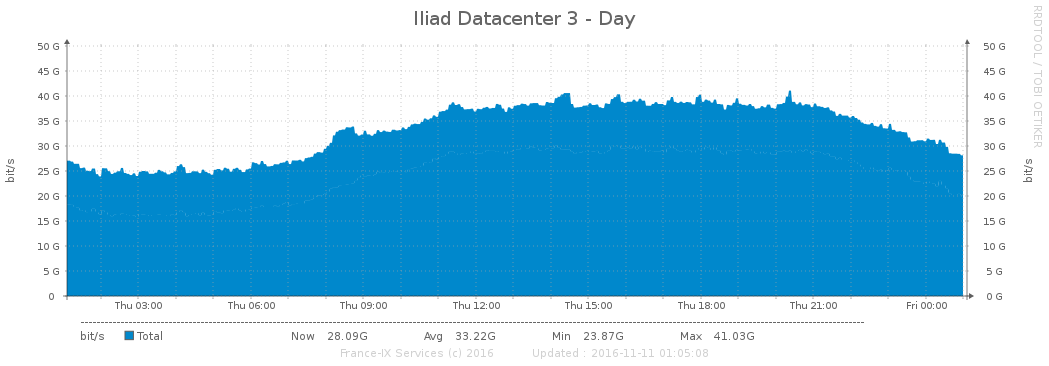 Iliad Datacenter 3 - Day
RRDTOOL / TOBI OETIKER
50 G 50 G
45 G 45 G
40 G 40 G
35 G 35 G
30 G 30 G
25 G 25 G
20 G 20 G
15 G 15 G
10 G 10 G
5 G 5 G
0 0 G
bit/s bit/s
Thu 03:00 Thu 06:00 Thu 09:00 Thu 12:00 Thu 15:00 Thu 18:00 Thu 21:00 Fri 00:00
bit/s Total Now 28.09G Avg 33.22G Min 23.87G Max 41.03G
France-IX Services (c) 2016 Updated : 2016-11-11 01:05:08